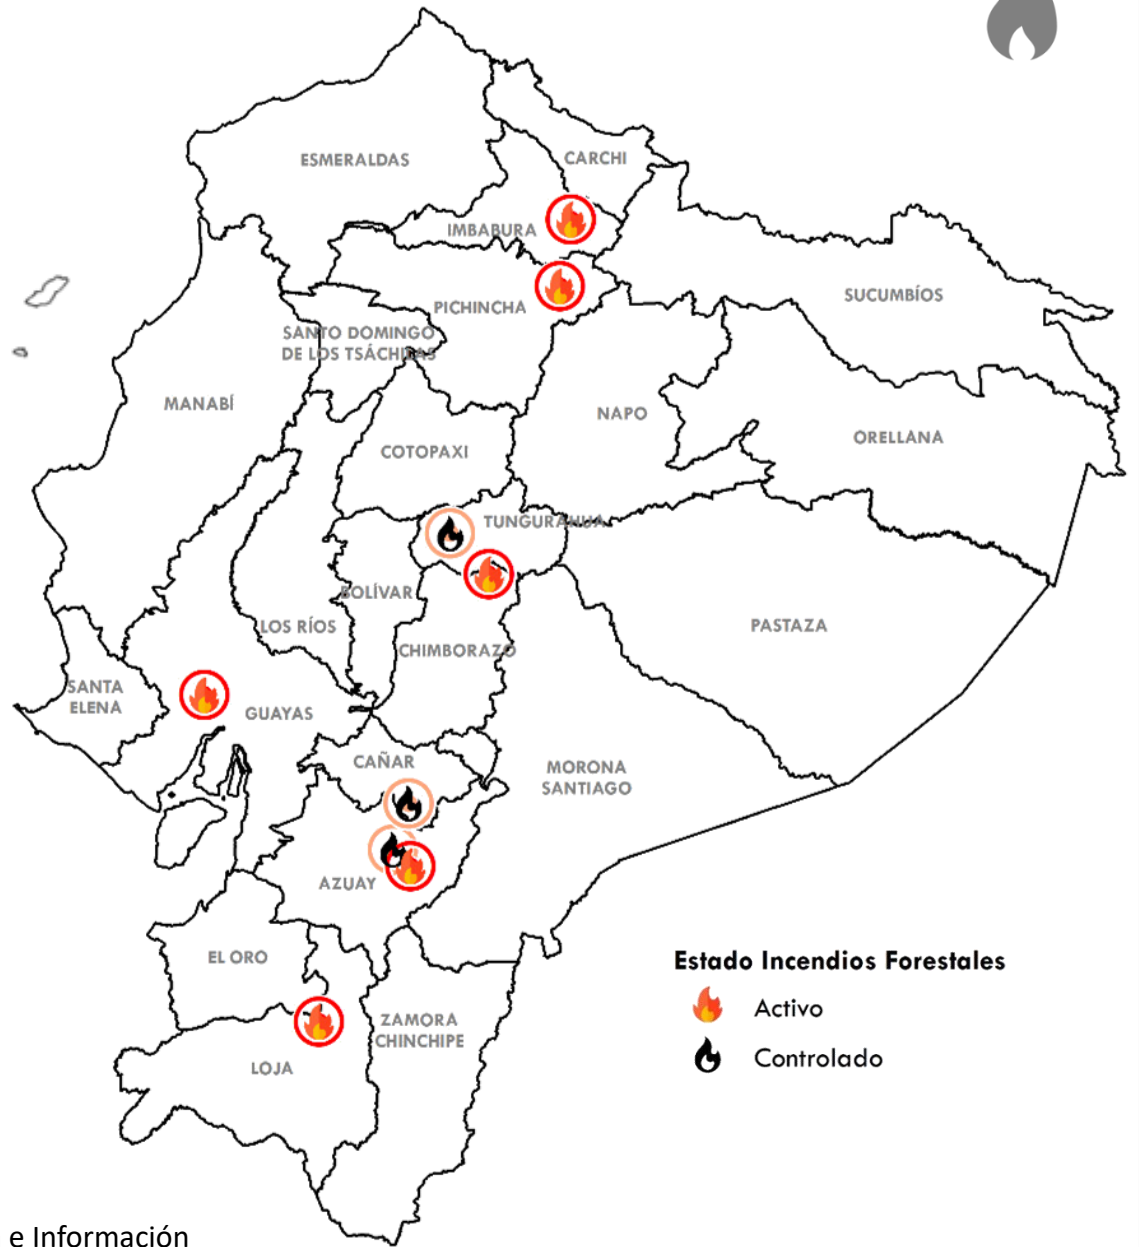 ESMERALDAS
CARCHI
IMBABURA
SUCUMBÍOS
PICHINCHA
SANTO DOMINGO
DE LOS TSÁCHILAS
MANABÍ
NAPO
ORELLANA
COTOPAXI
TUNGURAHUA
BOLÍVAR
LOS RÍOS
PASTAZA
CHIMBORAZO
SANTA
ELENA
GUAYAS
CAÑAR
MORONA
SANTIAGO
AZUAY
EL ORO
ZAMORA
CHINCHIPE
LOJA
Estado Incendios Forestales
Activo
Controlado
e Información